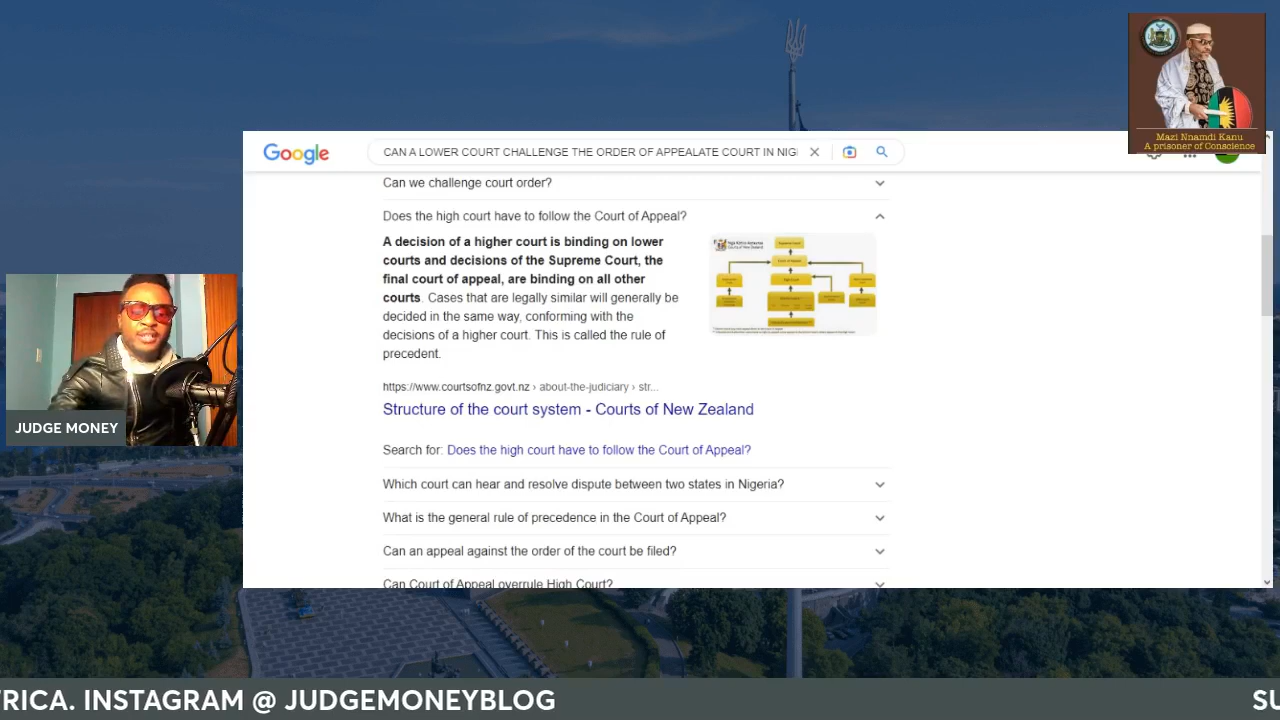 Mazi Nnamdi Kanu
A prisoner of Conscience
Google
CAN A LOWER COURT CHALLENGE THE ORDER OF APPEALATE COURT IN NIG
Can we challenge court order?
Does the high court have to follow the Court of Appeal?
A decision of a higher court is binding on lower
courts and decisions of the Supreme Court, the
final court of appeal, are binding on all other
courts. Cases that are legally similar will generally be
decided in the same way, conforming with the
decisions of a higher court. This is called the rule of
precedent.
Supreme Court
Court of Appeal
High Court
https://www.courtsofnz.govt.nz › about-the-judiciary › str...
Structure of the court system - Courts of New Zealand
Search for: Does the high court have to follow the Court of Appeal?
Which court can hear and resolve dispute between two states in Nigeria?
What is the general rule of precedence in the Court of Appeal?
Can an appeal against the order of the court be filed?
Can Court of Appeal overrule High Court?
JUDGE MONEY
FRICA. INSTAGRAM @ JUDGEMONEYBLOG
SU